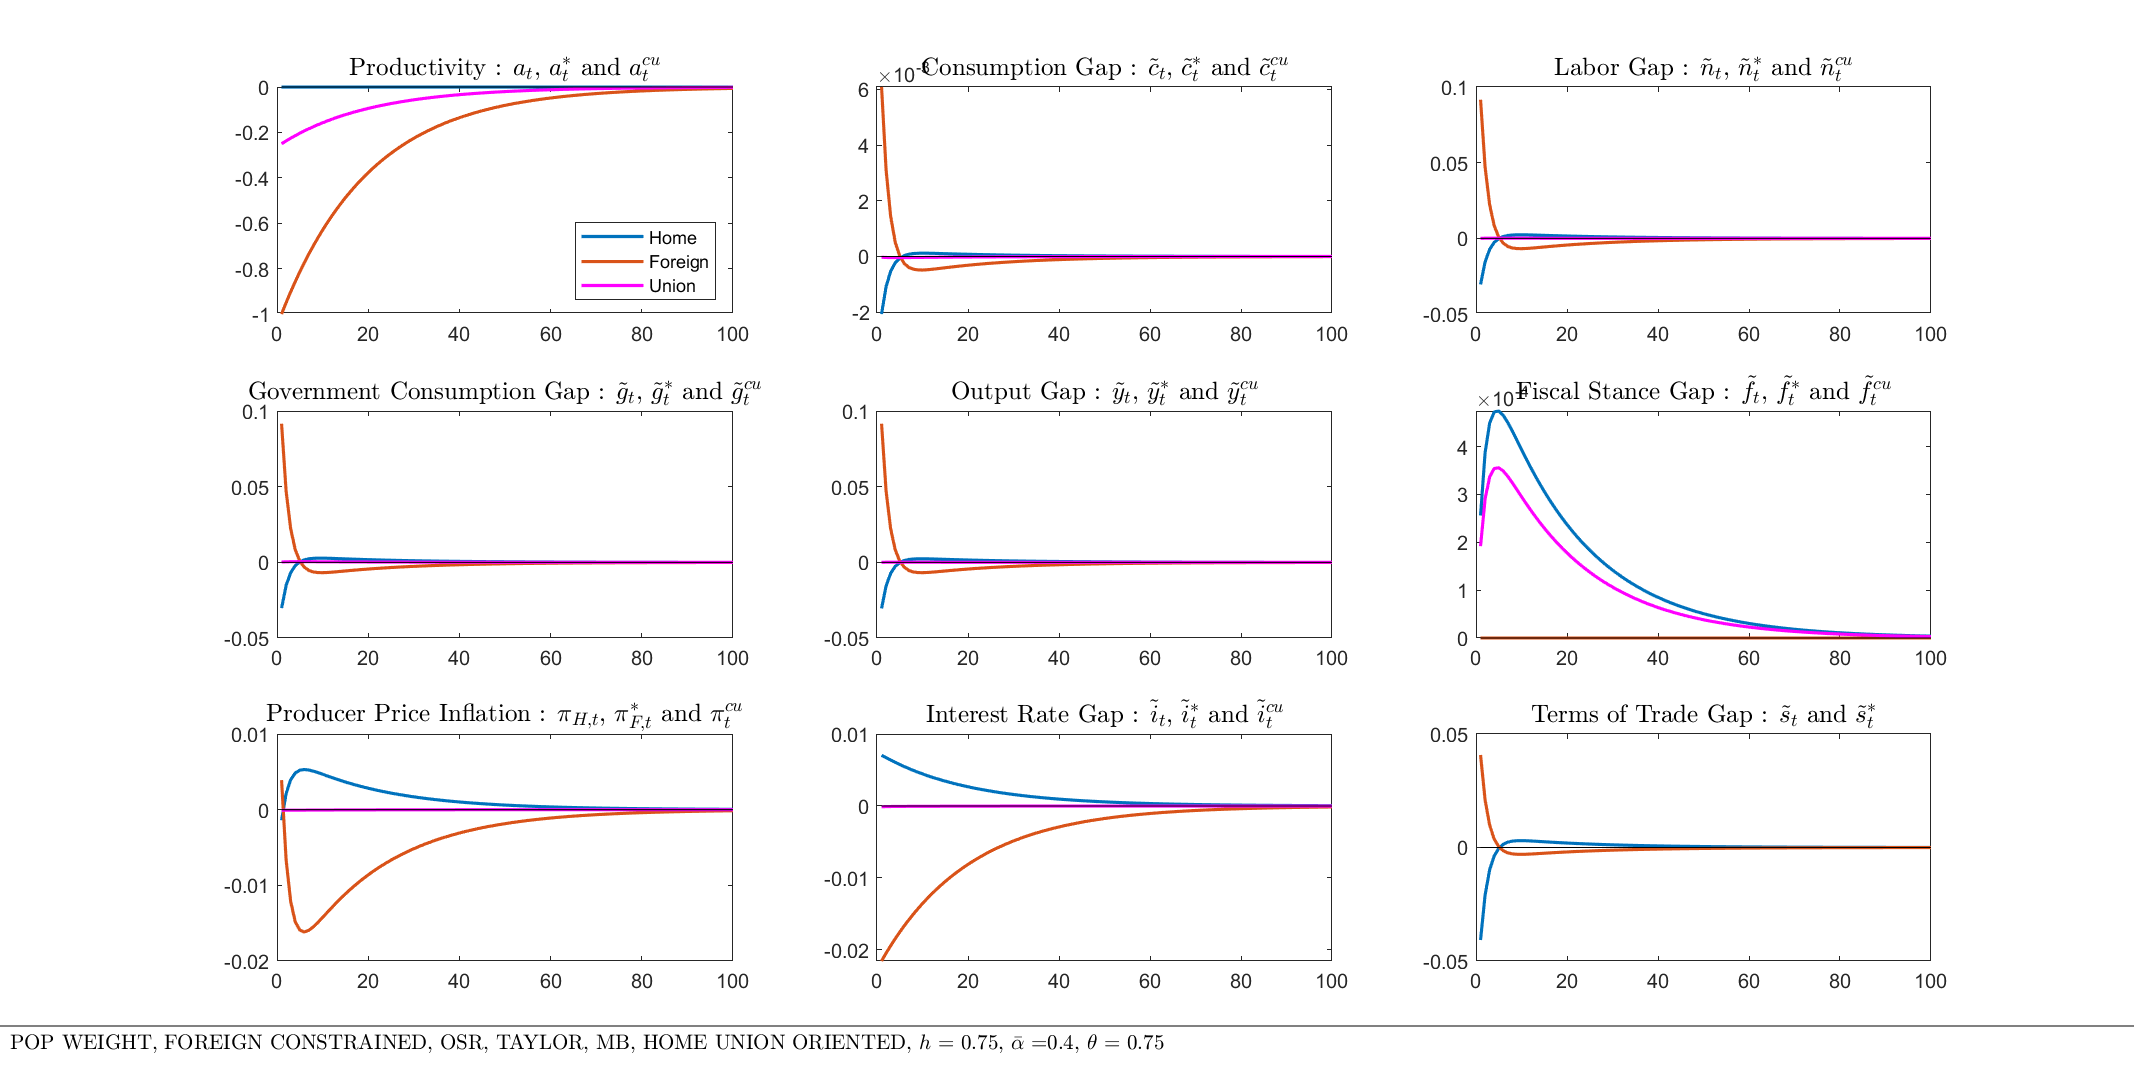 Productivity : a_t, a_t^* and a_t^{cu}
0
-0.2
-0.4
-0.6
-0.8
-1
0 20 40 60 80 100
Home
Foreign
Union
Consumption Gap : c̃_t, c̃_t^* and c̃_t^{cu}
6
4
2
0
-2
0 20 40 60 80 100
Labor Gap : ñ_t, ñ_t^* and ñ_t^{cu}
0.1
0.05
0
-0.05
0 20 40 60 80 100
Government Consumption Gap : g̃_t, g̃_t^* and g̃_t^{cu}
0.1
0.05
0
-0.05
0 20 40 60 80 100
Output Gap : ỹ_t, ỹ_t^* and ỹ_t^{cu}
0.1
0.05
0
-0.05
0 20 40 60 80 100
Fiscal Stance Gap : f̃_t, f̃_t^* and f̃_t^{cu}
4
3
2
1
0
0 20 40 60 80 100
Producer Price Inflation : π_{H,t}, π_{F,t}^* and π_t^{cu}
0.01
0
-0.01
-0.02
0 20 40 60 80 100
Interest Rate Gap : ĩ_t, ĩ_t^* and ĩ_t^{cu}
0.01
0
-0.01
-0.02
0 20 40 60 80 100
Terms of Trade Gap : s̃_t and s̃_t^*
0.05
0
-0.05
0 20 40 60 80 100
POP WEIGHT, FOREIGN CONSTRAINED, OSR, TAYLOR, MB, HOME UNION ORIENTED, h = 0.75, ᾱ =0.4, θ = 0.75